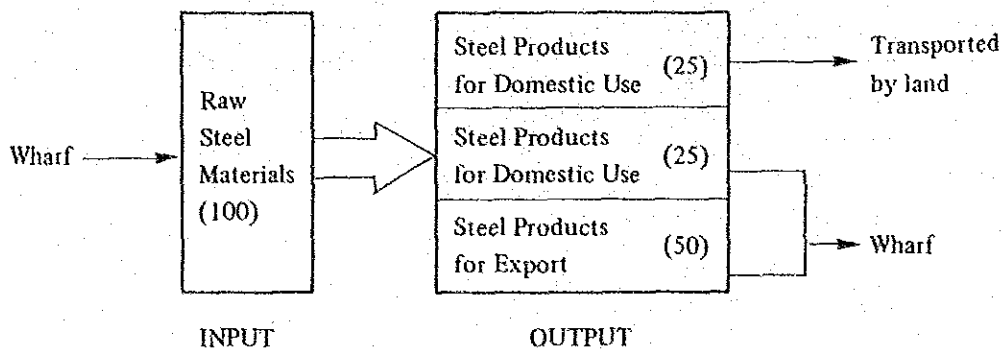 Wharf
Raw
Steel
Materials
(100)
INPUT
Steel Products
for Domestic Use (25)
Steel Products
for Domestic Use (25)
Steel Products
for Export (50)
OUTPUT
Transported
by land
Wharf